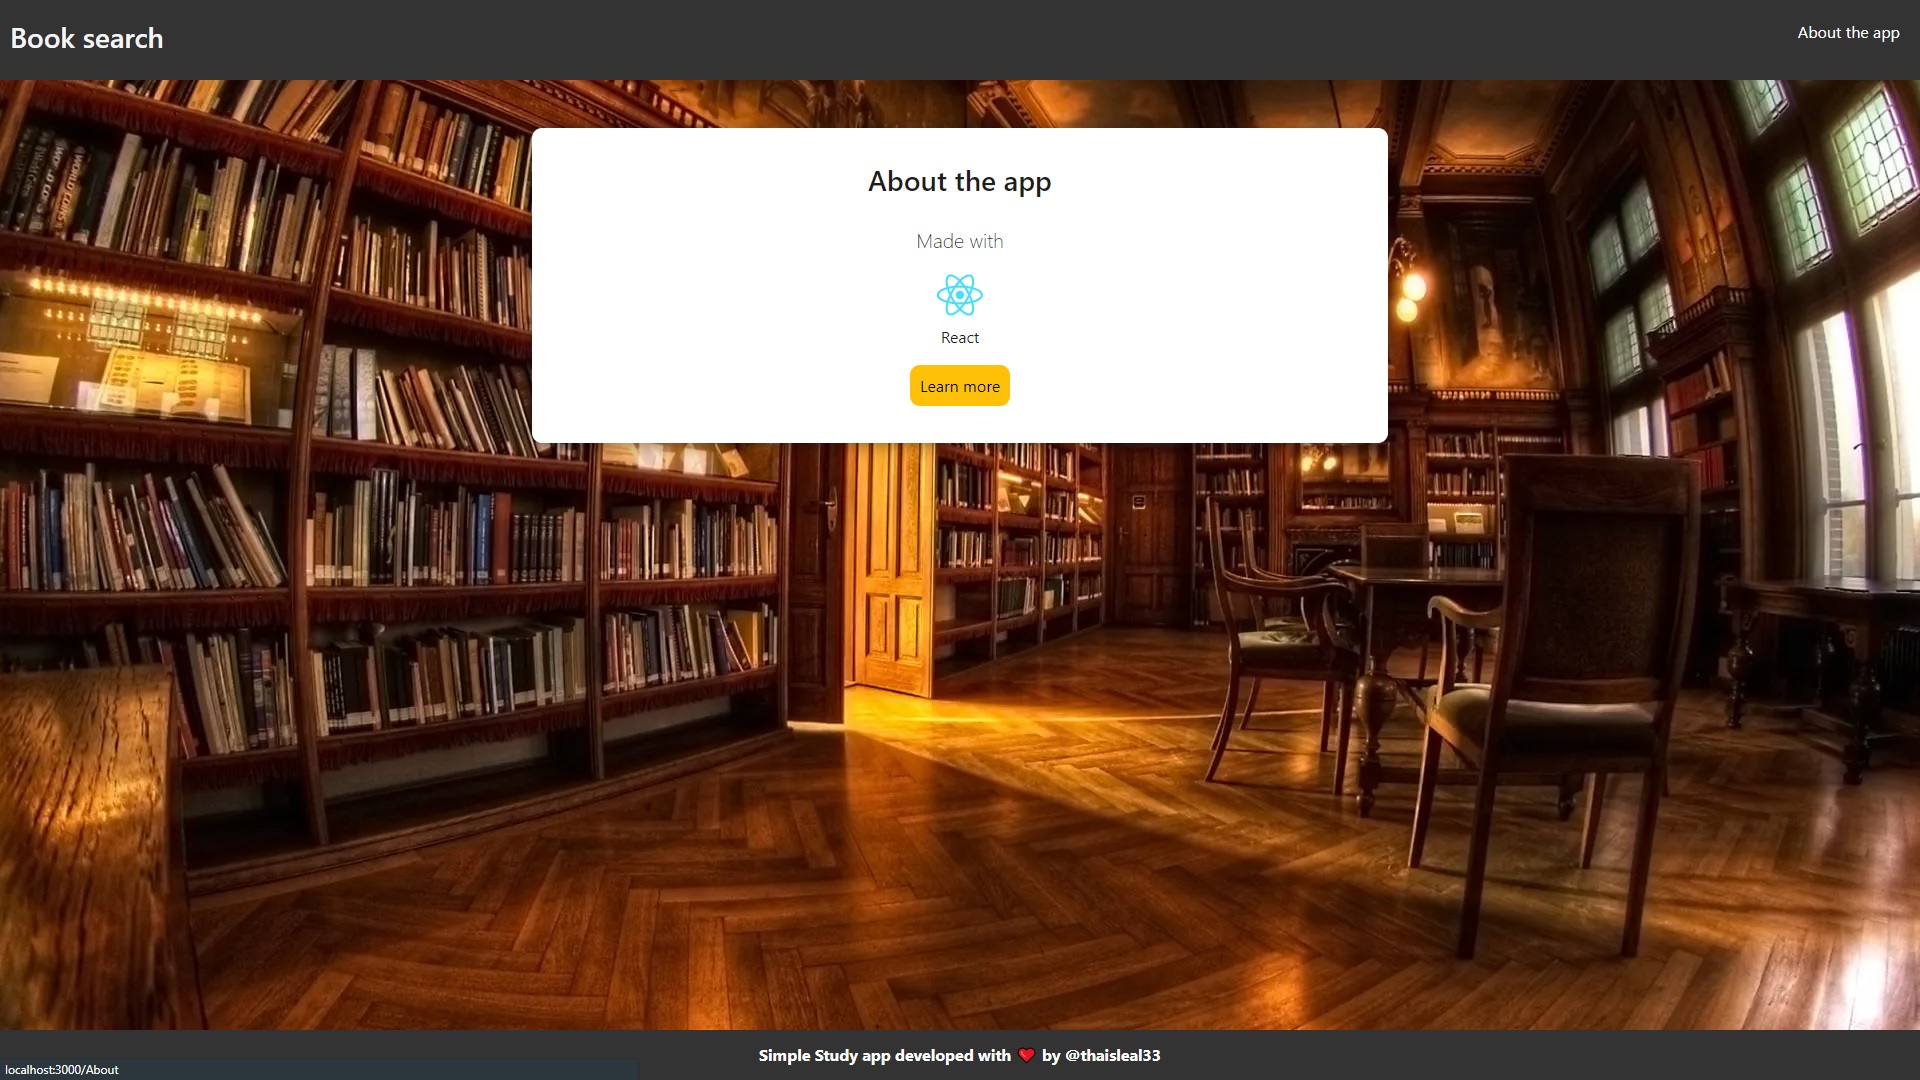 Book search
About the app
About the app
Made with
React
Learn more
Simple Study app developed with ❤️ by @thaisleal33
localhost:3000/About